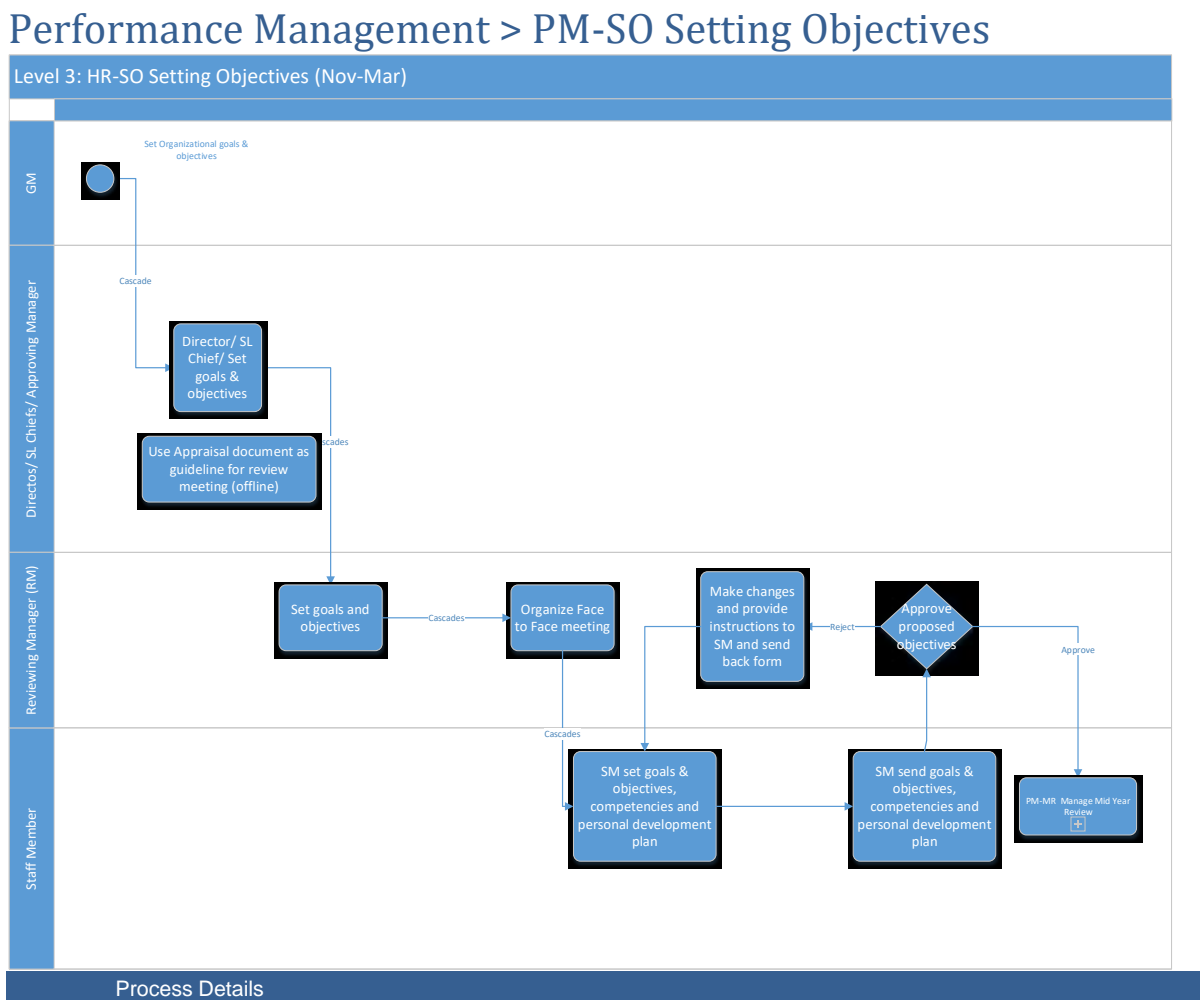 Performance Management > PM-SO Setting Objectives
Level 3: HR-SO Setting Objectives (Nov-Mar)
GM
Set Organizational goals &
objectives
Cascade
Directos/ SL Chiefs/ Approving Manager
Director/ SL
Chief/ Set
goals &
objectives
scades
Use Appraisal document as
guideline for review
meeting (offline)
Reviewing Manager (RM)
Set goals and
objectives
Cascades
Organize Face
to Face meeting
Make changes
and provide
instructions to
SM and send
back form
Reject
Approve
proposed
objectives
Approve
Staff Member
Cascades
SM set goals &
objectives,
competencies and
personal development
plan
SM send goals &
objectives,
competencies and
personal development
plan
PM-MR Manage Mid Year
Review
Process Details